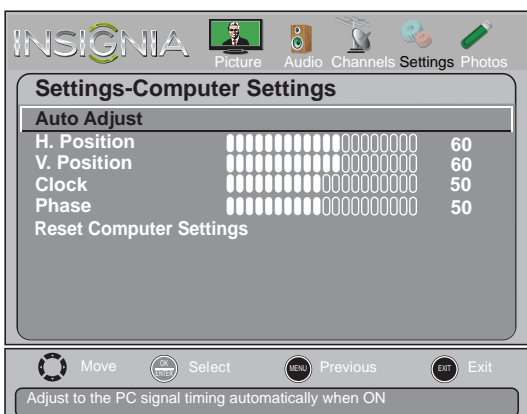 INSIGNIA
Picture Audio Channels Settings Photos
Settings-Computer Settings
Auto Adjust
H. Position 60
V. Position 60
Clock 50
Phase 50
Reset Computer Settings
Move OK ENTER Select MENU Previous EXIT Exit
Adjust to the PC signal timing automatically when ON